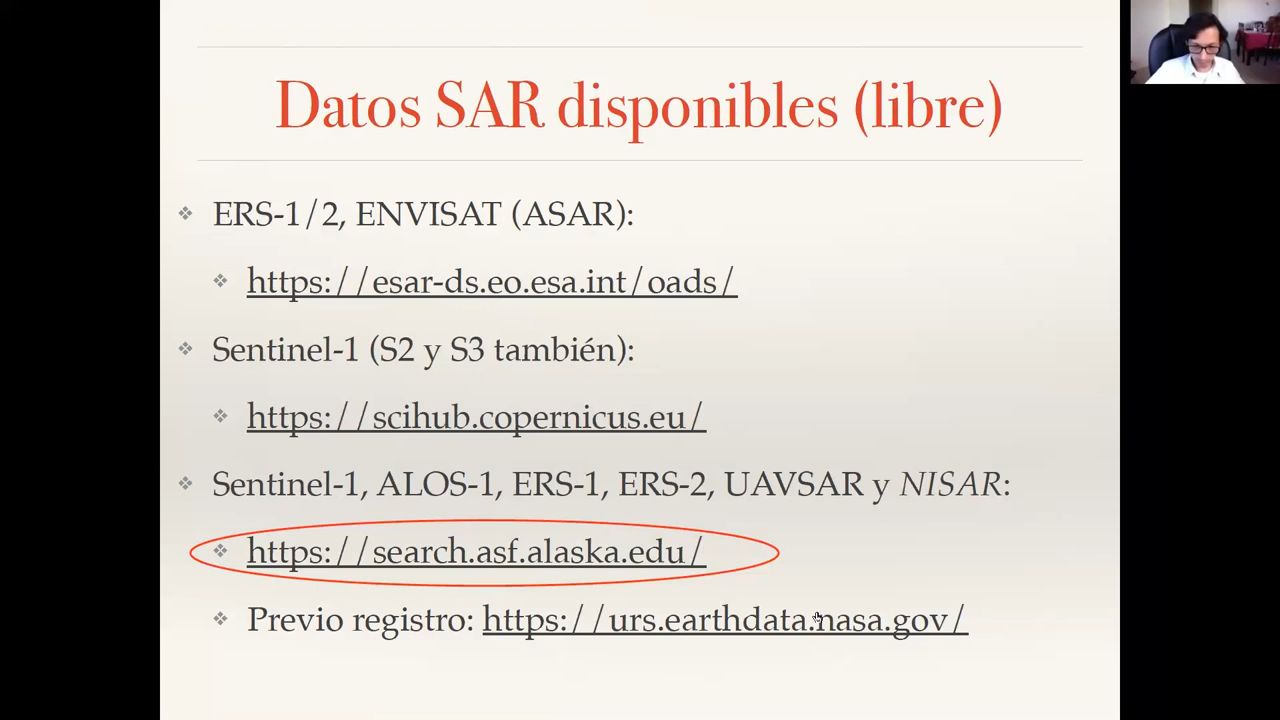 Datos SAR disponibles (libre)
ERS-1/2, ENVISAT (ASAR):
https://esar-ds.eo.esa.int/oads/
Sentinel-1 (S2 y S3 también):
https://scihub.copernicus.eu/
Sentinel-1, ALOS-1, ERS-1, ERS-2, UAVSAR y NISAR:
https://search.asf.alaska.edu/
Previo registro: https://urs.earthdata.nasa.gov/